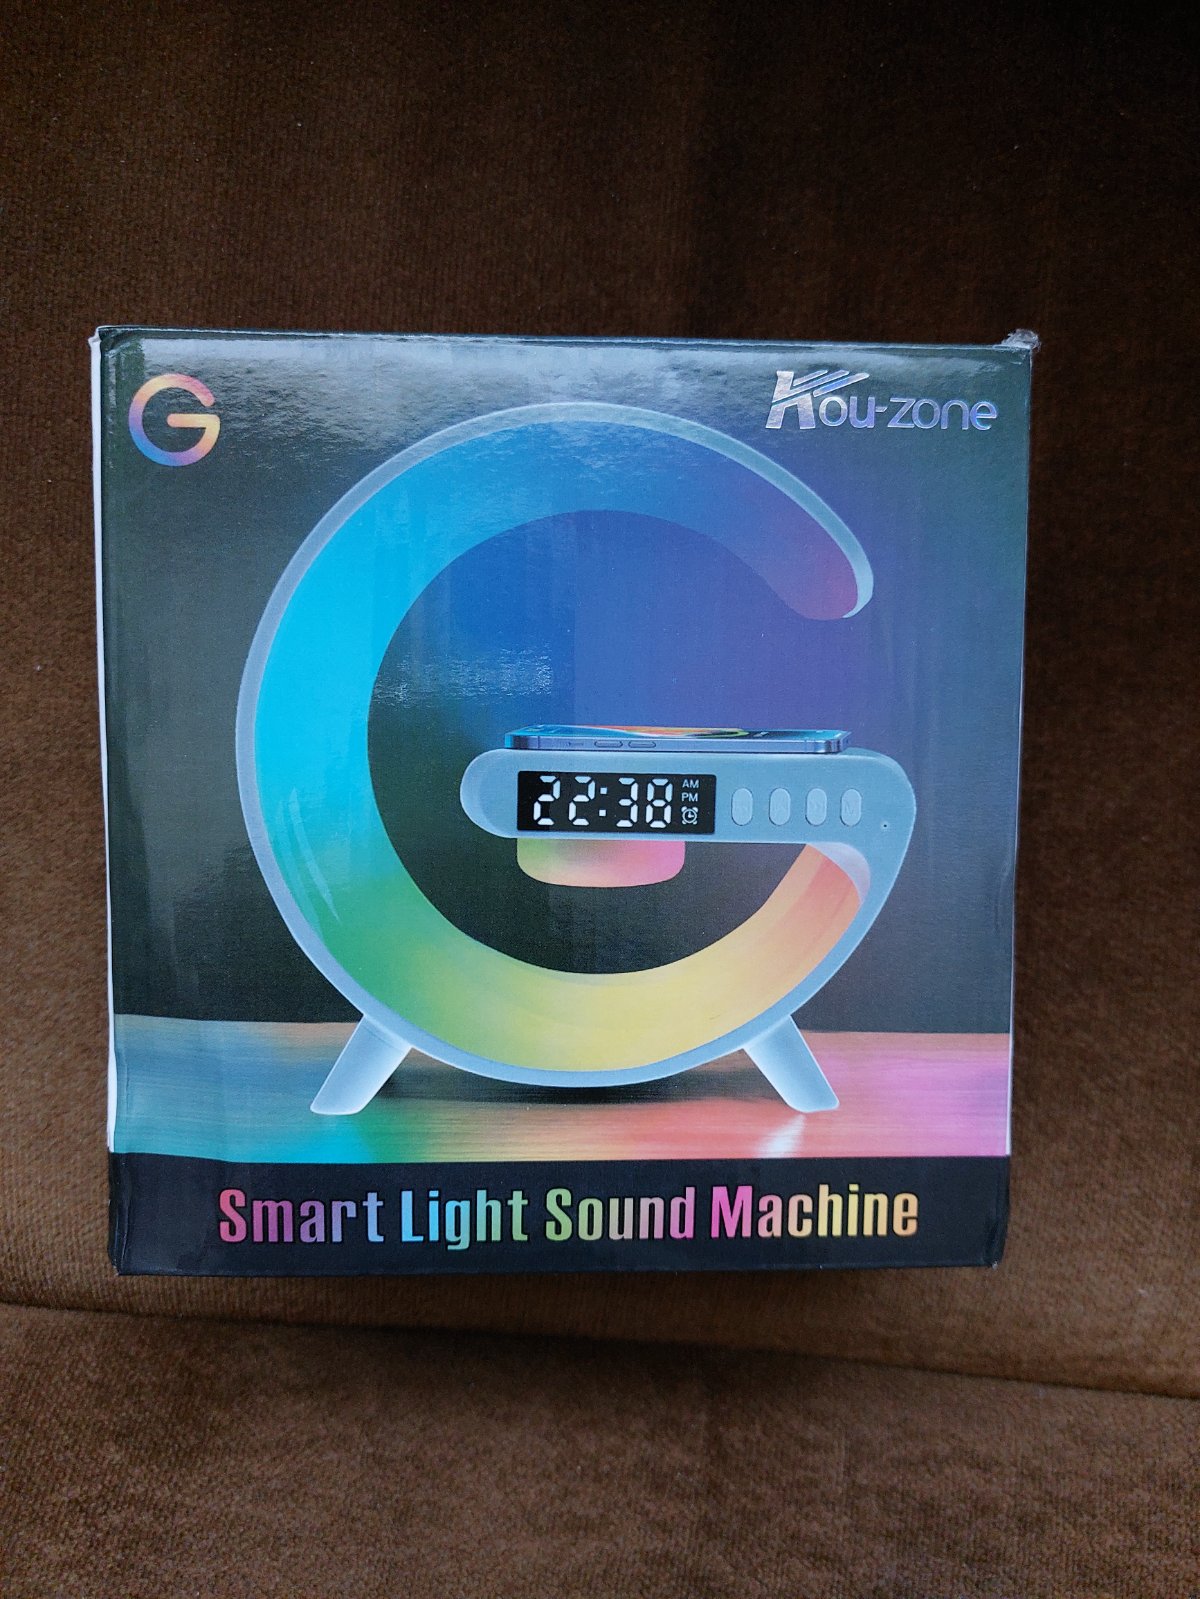 G
Kou-zone
22:38
AM
PM
Smart Light Sound Machine